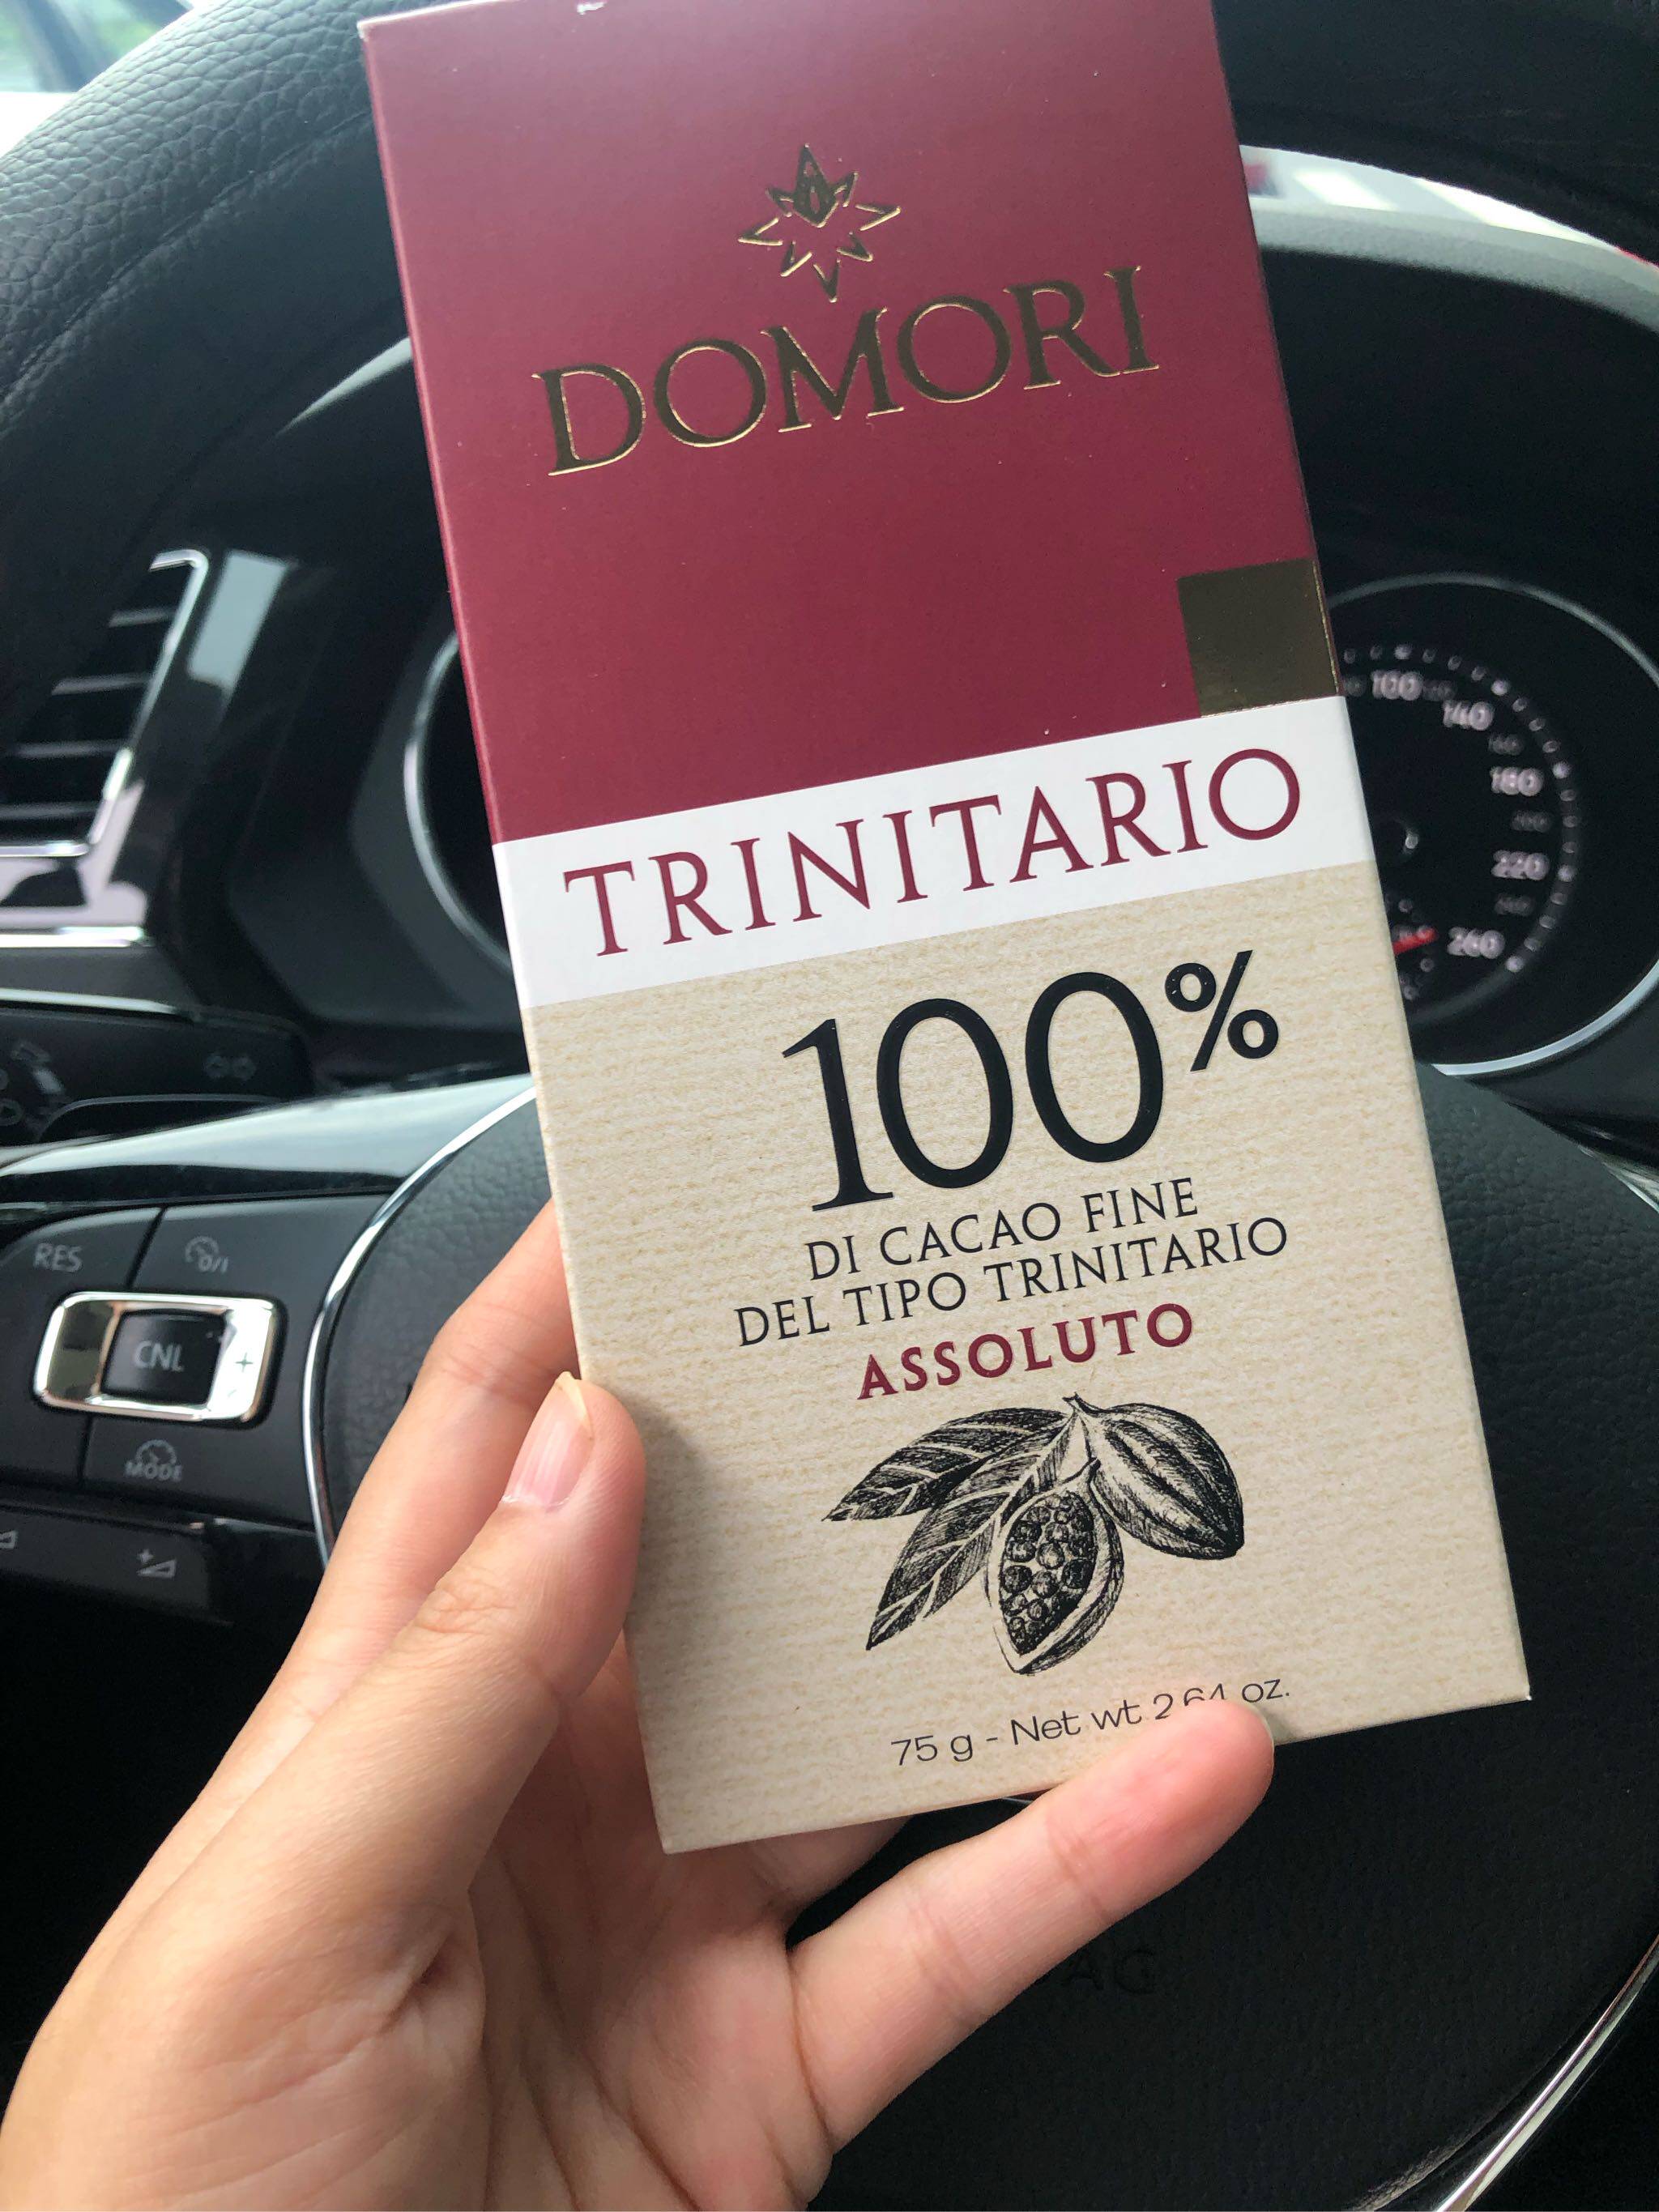 DOMORI
TRINITARIO
100%
DI CACAO FINE
DEL TIPO TRINITARIO
ASSOLUTO
75 g - Net wt 2.64 oz.
RES
CNL
MODE
100
140
180
220
260